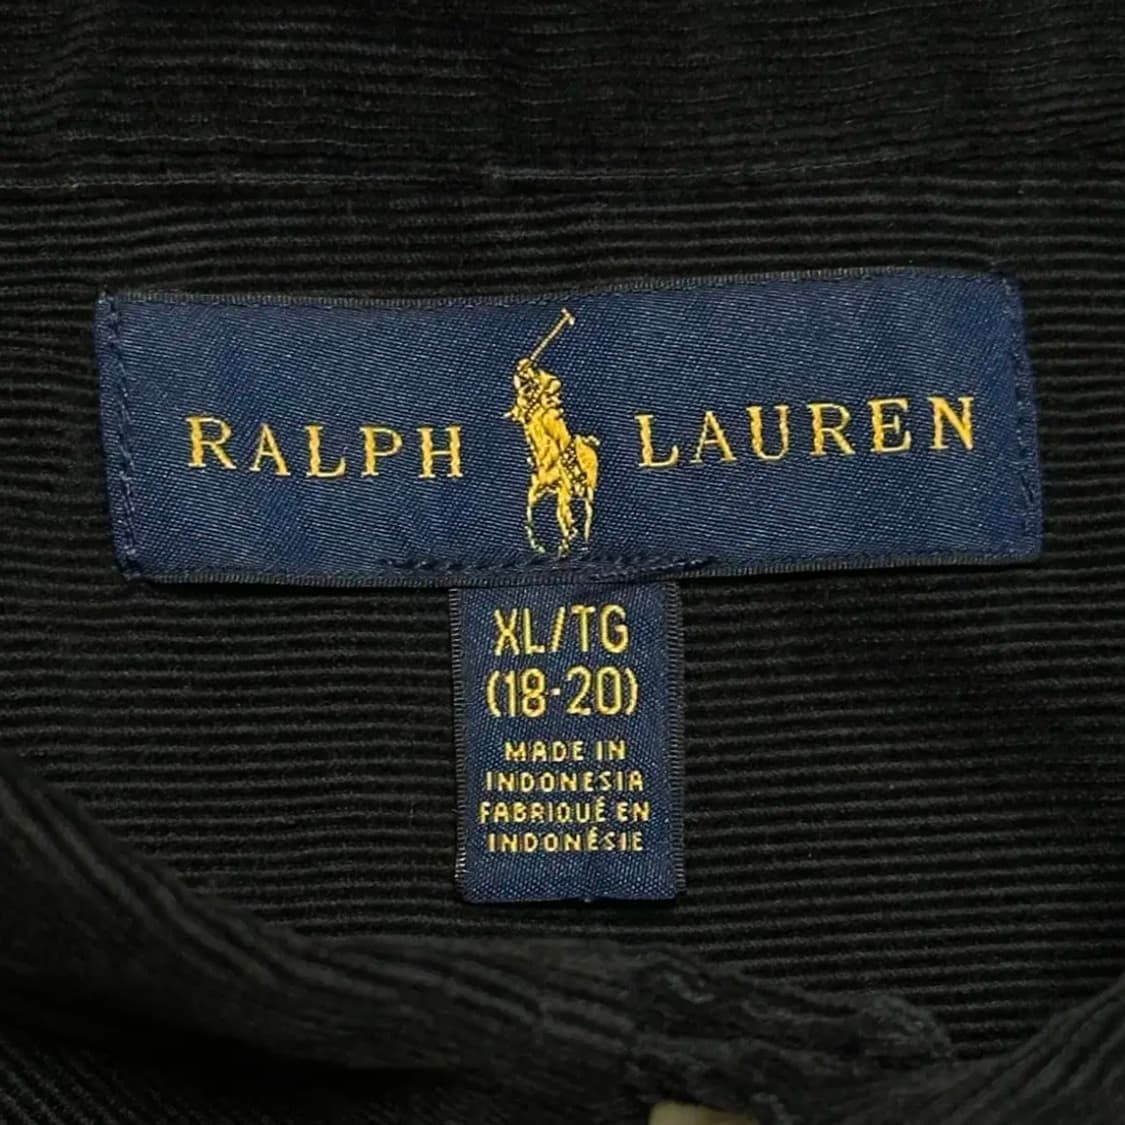 RALPH LAUREN
XL/TG
(18-20)
MADE IN
INDONESIA
FABRIQUÉ EN
INDONÉSIE